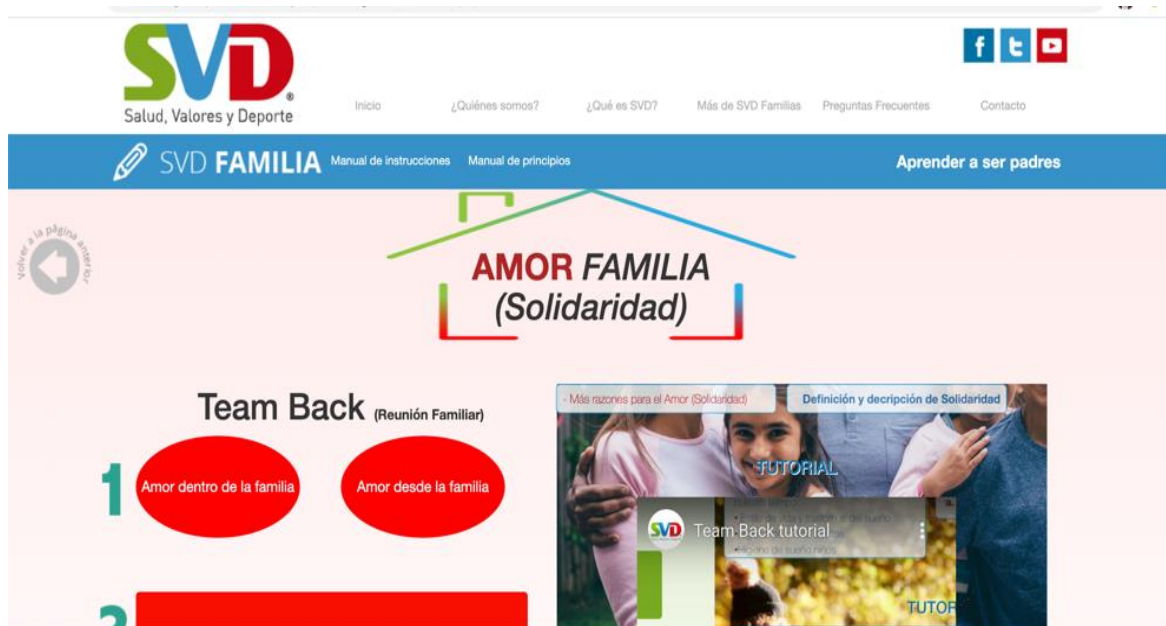 SVD®
Salud, Valores y Deporte
Inicio
¿Quiénes somos?
¿Qué es SVD?
Más de SVD Familias
Preguntas Frecuentes
Contacto
SVD FAMILIA
Manual de instrucciones
Manual de principios
Aprender a ser padres
volver a la página anterior
AMOR FAMILIA
(Solidaridad)
Team Back (Reunión Familiar)
1
Amor dentro de la familia
Amor desde la familia
- Más razones para el Amor (Solidaridad)
Definición y decripción de Solidaridad
TUTORIAL
SVD
Team Back tutorial
TUTOR